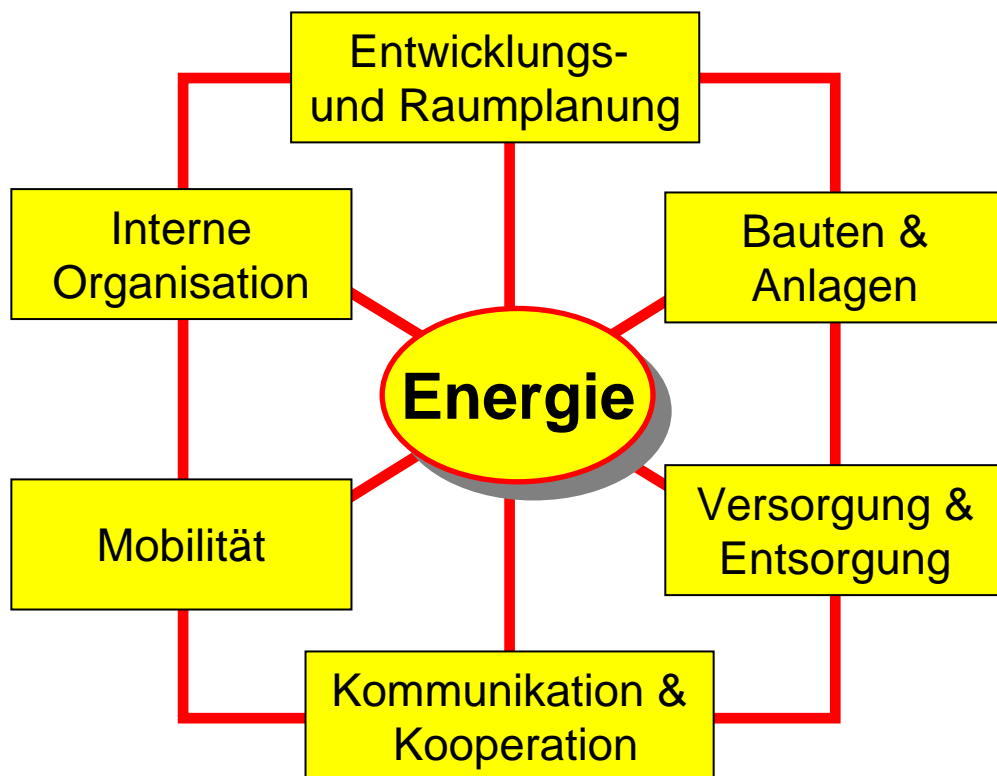 Entwicklungs-
und Raumplanung
Interne
Organisation
Bauten &
Anlagen
Energie
Mobilität
Versorgung &
Entsorgung
Kommunikation &
Kooperation